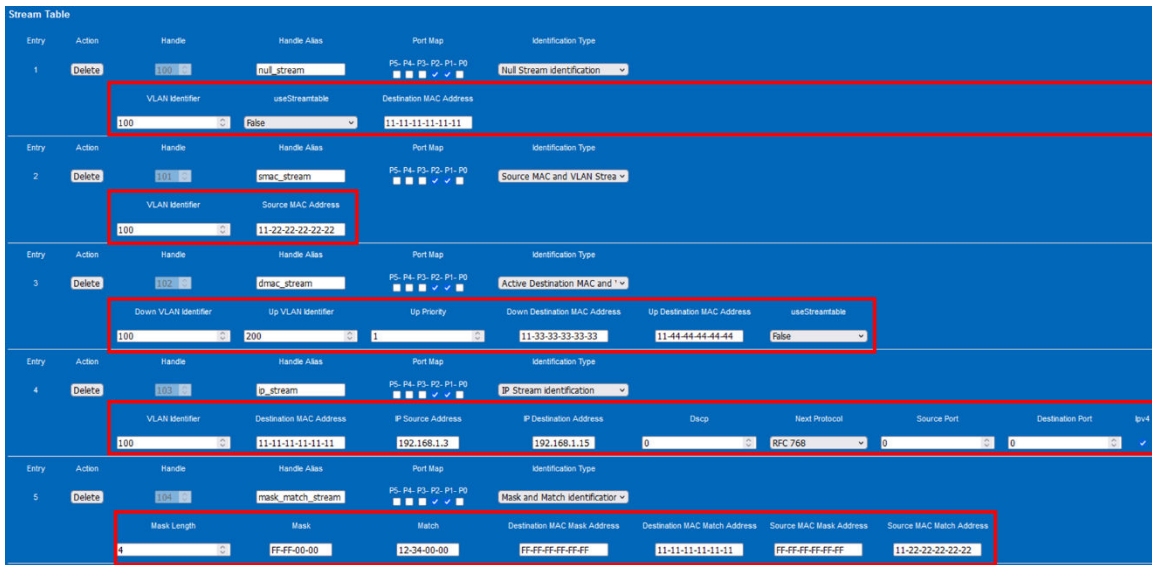 Stream Table
Entry Action Handle Handle Alias Port Map Identification Type
1 Delete 100 null_stream P5- P4- P3- P2- P1- P0 Null Stream identification
VLAN Identifier useStreamtable Destination MAC Address
100 False 11-11-11-11-11-11
Entry Action Handle Handle Alias Port Map Identification Type
2 Delete 101 smac_stream P5- P4- P3- P2- P1- P0 Source MAC and VLAN Strea
VLAN Identifier Source MAC Address
100 11-22-22-22-22-22
Entry Action Handle Handle Alias Port Map Identification Type
3 Delete 102 dmac_stream P5- P4- P3- P2- P1- P0 Active Destination MAC and
Down VLAN Identifier Up VLAN Identifier Up Priority Down Destination MAC Address Up Destination MAC Address useStreamtable
100 200 1 11-33-33-33-33-33 11-44-44-44-44-44 False
Entry Action Handle Handle Alias Port Map Identification Type
4 Delete 103 ip_stream P5- P4- P3- P2- P1- P0 IP Stream identification
VLAN Identifier Destination MAC Address IP Source Address IP Destination Address Dscp Next Protocol Source Port Destination Port Ipv4
100 11-11-11-11-11-11 192.168.1.3 192.168.1.15 0 RFC 768 0 0
Entry Action Handle Handle Alias Port Map Identification Type
5 Delete 104 mask_match_stream P5- P4- P3- P2- P1- P0 Mask and Match identification
Mask Length Mask Match Destination MAC Mask Address Destination MAC Match Address Source MAC Mask Address Source MAC Match Address
4 FF-FF-00-00 12-34-00-00 FF-FF-FF-FF-FF-FF 11-11-11-11-11-11 FF-FF-FF-FF-FF-FF 11-22-22-22-22-22